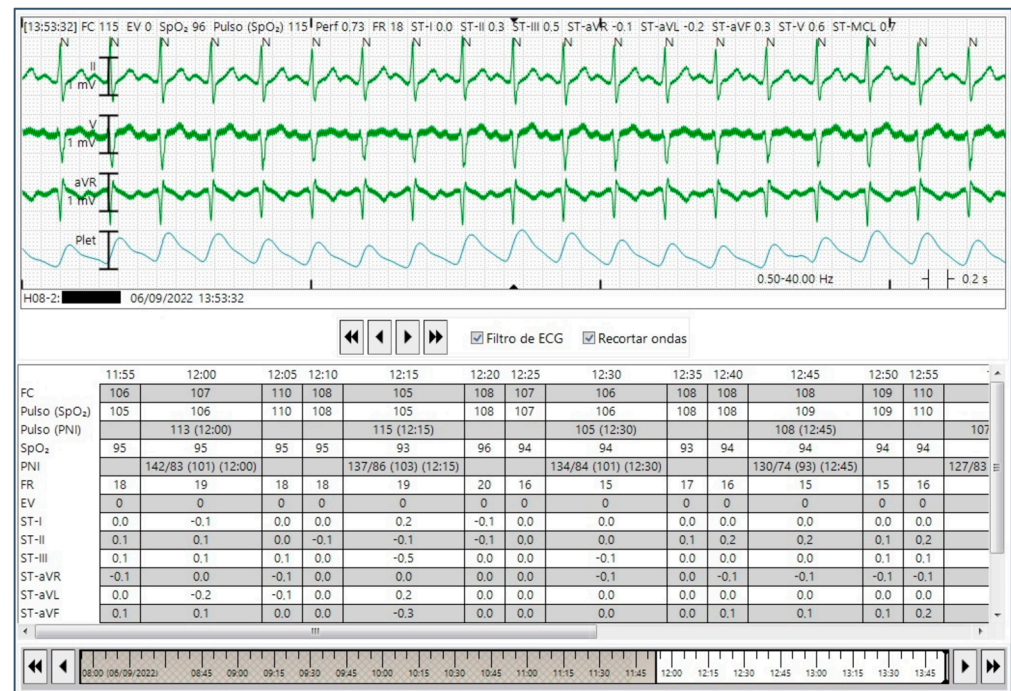 [13:53:32] FC 115 EV 0 SpO₂ 96 Pulso (SpO₂) 115 Perf 0.73 FR 18 ST-I 0.0 ST-II 0.3 ST-III 0.5 ST-aVR -0.1 ST-aVL -0.2 ST-aVF 0.3 ST-V 0.6 ST-MCL 0.7
N N N N N N N N N N N N N N N N N N N
II
1 mV
V
1 mV
aVR
1 mV
Plet
0.50-40.00 Hz 0.2 s
H08-2: 06/09/2022 13:53:32
Filtro de ECG Recortar ondas
11:55 12:00 12:05 12:10 12:15 12:20 12:25 12:30 12:35 12:40 12:45 12:50 12:55
FC 106 107 110 108 105 108 107 106 108 108 108 109 110
Pulso (SpO₂) 105 106 110 108 105 108 107 106 108 108 109 109 110
Pulso (PNI) 113 (12:00) 115 (12:15) 105 (12:30) 108 (12:45) 107
SpO₂ 95 95 95 95 93 96 94 94 93 94 94 94 94
PNI 142/83 (101) (12:00) 137/86 (103) (12:15) 134/84 (101) (12:30) 130/74 (93) (12:45) 127/83
FR 18 19 18 18 19 20 16 15 17 16 15 15 16
EV 0 0 0 0 0 0 0 0 0 0 0 0 0
ST-I 0.0 -0.1 0.0 0.0 0.2 -0.1 0.0 0.0 0.0 0.0 0.0 0.0 0.0
ST-II 0.1 0.1 0.0 -0.1 -0.1 -0.1 0.0 0.0 0.1 0.2 0.2 0.1 0.2
ST-III 0.1 0.1 0.1 0.0 -0.5 0.0 0.0 -0.1 0.0 0.0 0.0 0.1 0.1
ST-aVR -0.1 0.0 -0.1 0.0 0.0 0.0 0.0 -0.1 0.0 -0.1 -0.1 -0.1 -0.1
ST-aVL 0.0 -0.2 -0.1 0.0 0.2 0.0 0.0 0.0 0.0 0.0 0.0 0.0 0.0
ST-aVF 0.1 0.1 0.0 0.0 -0.3 0.0 0.0 0.0 0.0 0.1 0.1 0.1 0.2
08:00 (06/09/2022) 08:45 09:00 09:15 09:30 09:45 10:00 10:15 10:30 10:45 11:00 11:15 11:30 11:45 12:00 12:15 12:30 12:45 13:00 13:15 13:30 13:45